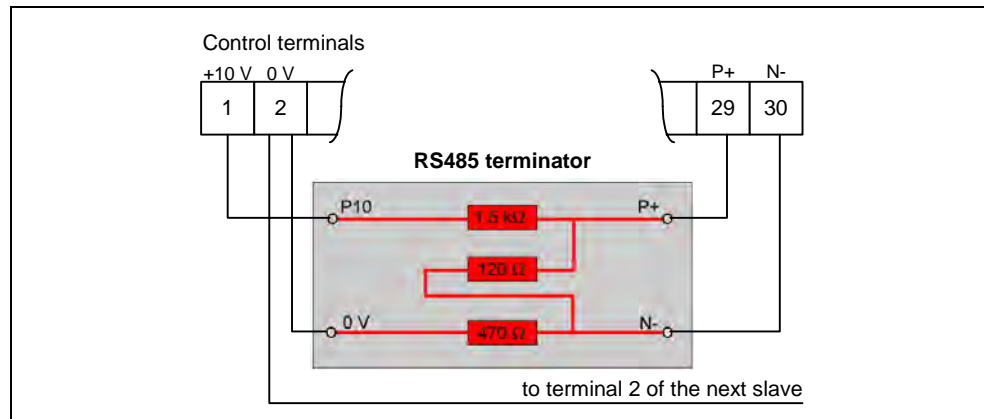 Control terminals
+10 V 0 V
P+ N-
1 2
29 30
RS485 terminator
P10
1.5 kΩ
P+
120 Ω
0 V
470 Ω
N-
to terminal 2 of the next slave